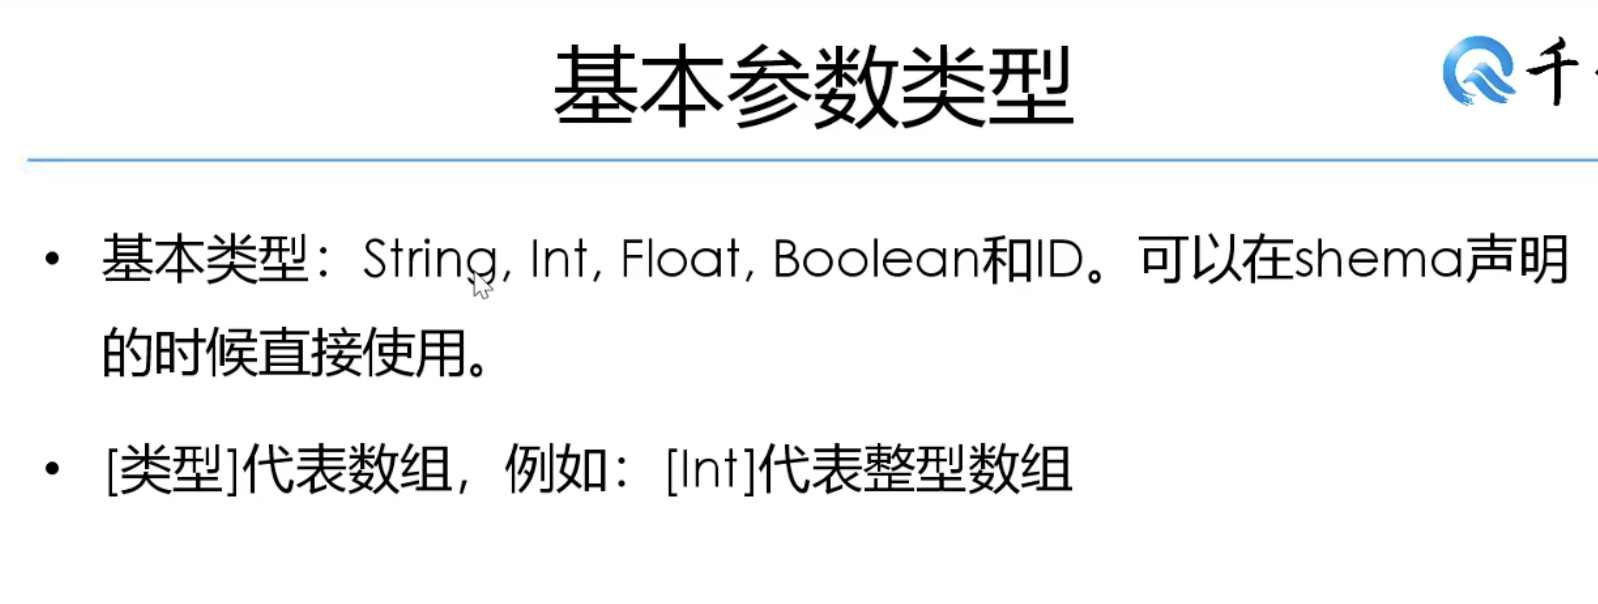 基本参数类型
千
• 基本类型：String, Int, Float, Boolean和ID。可以在shema声明
的时候直接使用。
• [类型]代表数组，例如：[Int]代表整型数组